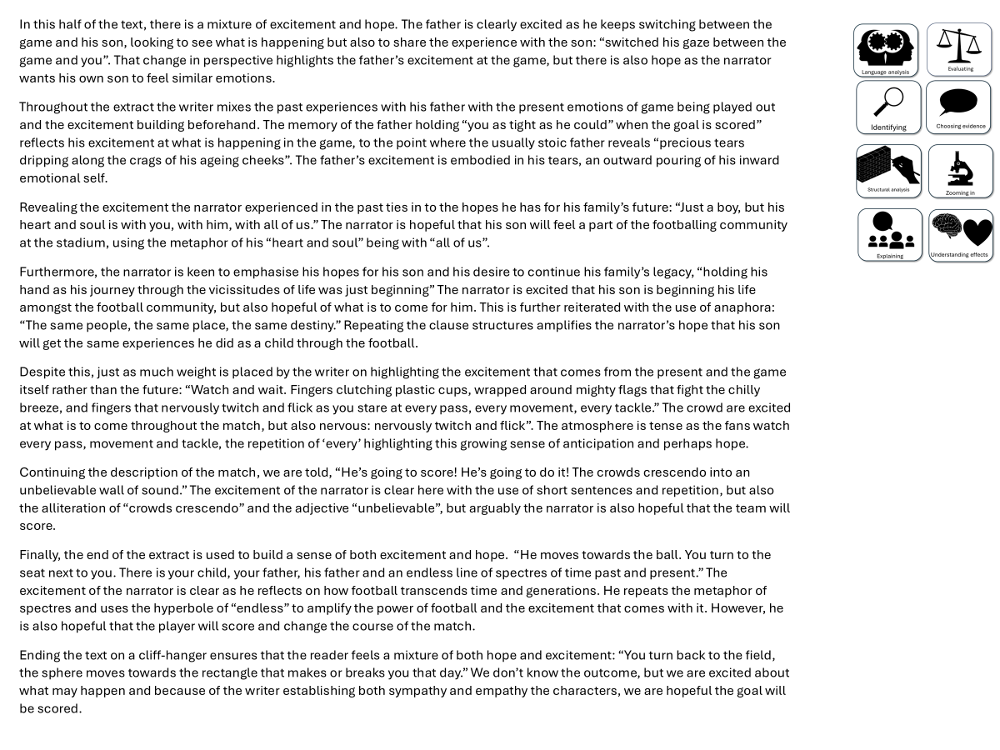 In this half of the text, there is a mixture of excitement and hope. The father is clearly excited as he keeps switching between the
game and his son, looking to see what is happening but also to share the experience with the son: “switched his gaze between the
game and you”. That change in perspective highlights the father’s excitement at the game, but there is also hope as the narrator
wants his own son to feel similar emotions.
Throughout the extract the writer mixes the past experiences with his father with the present emotions of game being played out
and the excitement building beforehand. The memory of the father holding “you as tight as he could” when the goal is scored”
reflects his excitement at what is happening in the game, to the point where the usually stoic father reveals “precious tears
dripping along the crags of his ageing cheeks”. The father’s excitement is embodied in his tears, an outward pouring of his inward
emotional self.
Revealing the excitement the narrator experienced in the past ties in to the hopes he has for his family’s future: “Just a boy, but his
heart and soul is with you, with him, with all of us.” The narrator is hopeful that his son will feel a part of the footballing community
at the stadium, using the metaphor of his “heart and soul” being with “all of us”.
Furthermore, the narrator is keen to emphasise his hopes for his son and his desire to continue his family’s legacy, “holding his
hand as his journey through the vicissitudes of life was just beginning” The narrator is excited that his son is beginning his life
amongst the football community, but also hopeful of what is to come for him. This is further reiterated with the use of anaphora:
“The same people, the same place, the same destiny.” Repeating the clause structures amplifies the narrator’s hope that his son
will get the same experiences he did as a child through the football.
Despite this, just as much weight is placed by the writer on highlighting the excitement that comes from the present and the game
itself rather than the future: “Watch and wait. Fingers clutching plastic cups, wrapped around mighty flags that fight the chilly
breeze, and fingers that nervously twitch and flick as you stare at every pass, every movement, every tackle.” The crowd are excited
at what is to come throughout the match, but also nervous: nervously twitch and flick”. The atmosphere is tense as the fans watch
every pass, movement and tackle, the repetition of ‘every’ highlighting this growing sense of anticipation and perhaps hope.
Continuing the description of the match, we are told, “He’s going to score! He’s going to do it! The crowds crescendo into an
unbelievable wall of sound.” The excitement of the narrator is clear here with the use of short sentences and repetition, but also
the alliteration of “crowds crescendo” and the adjective “unbelievable”, but arguably the narrator is also hopeful that the team will
score.
Finally, the end of the extract is used to build a sense of both excitement and hope.  “He moves towards the ball. You turn to the
seat next to you. There is your child, your father, his father and an endless line of spectres of time past and present.” The
excitement of the narrator is clear as he reflects on how football transcends time and generations. He repeats the metaphor of
spectres and uses the hyperbole of “endless” to amplify the power of football and the excitement that comes with it. However, he
is also hopeful that the player will score and change the course of the match.
Ending the text on a cliff-hanger ensures that the reader feels a mixture of both hope and excitement: “You turn back to the field,
the sphere moves towards the rectangle that makes or breaks you that day.” We don’t know the outcome, but we are excited about
what may happen and because of the writer establishing both sympathy and empathy the characters, we are hopeful the goal will
be scored.
Language analysis
Evaluating
Identifying
Choosing evidence
Structural analysis
Zooming in
Explaining
Understanding effects